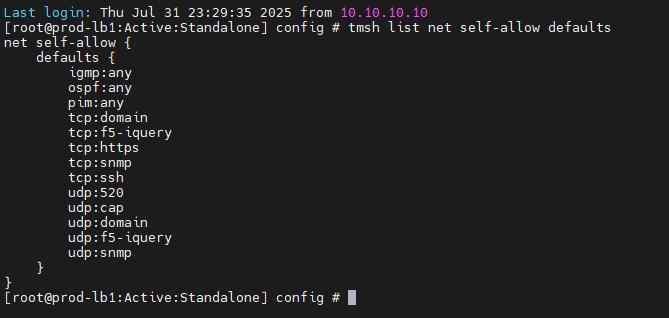 Last login: Thu Jul 31 23:29:35 2025 from 10.10.10.10
[root@prod-lb1:Active:Standalone] config # tmsh list net self-allow defaults
net self-allow {
    defaults {
        igmp:any
        ospf:any
        pim:any
        tcp:domain
        tcp:f5-iquery
        tcp:https
        tcp:snmp
        tcp:ssh
        udp:520
        udp:cap
        udp:domain
        udp:f5-iquery
        udp:snmp
    }
}
[root@prod-lb1:Active:Standalone] config #